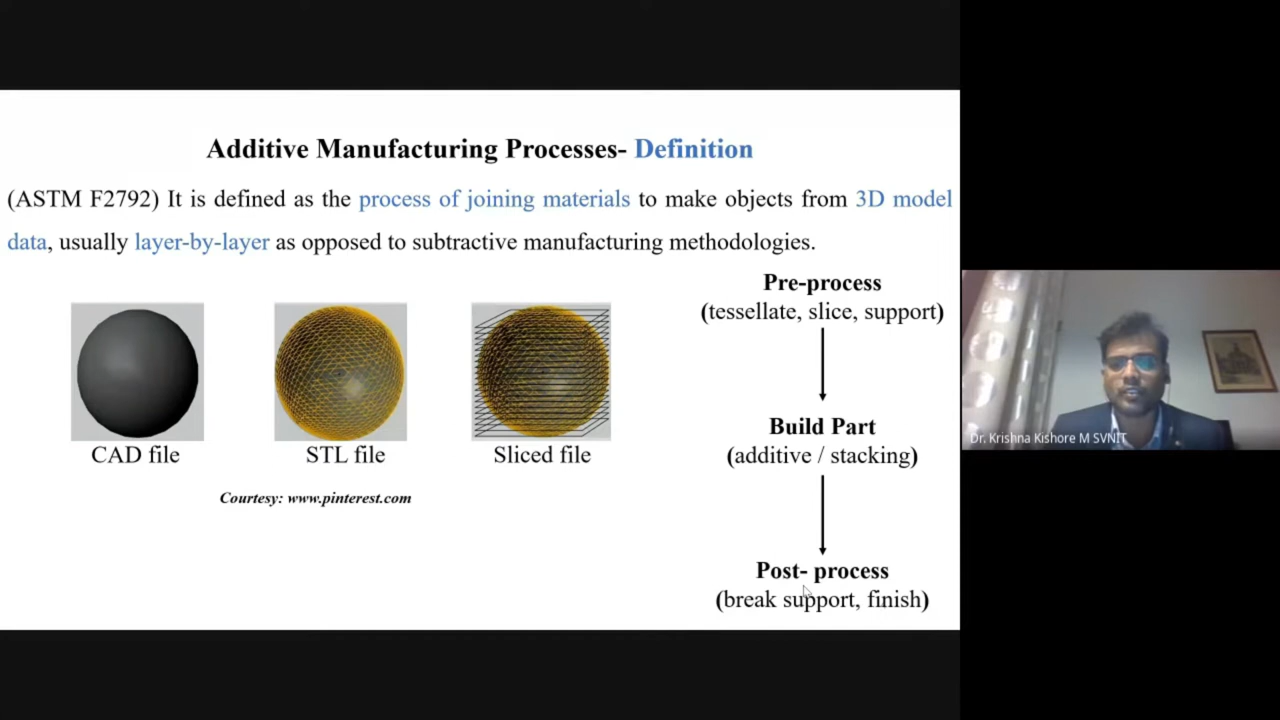 Additive Manufacturing Processes- Definition
(ASTM F2792) It is defined as the process of joining materials to make objects from 3D model
data, usually layer-by-layer as opposed to subtractive manufacturing methodologies.
Pre-process
(tessellate, slice, support)
CAD file
STL file
Sliced file
Courtesy: www.pinterest.com
Build Part
(additive / stacking)
Post- process
(break support, finish)
Dr. Krishna Kishore M SVNIT